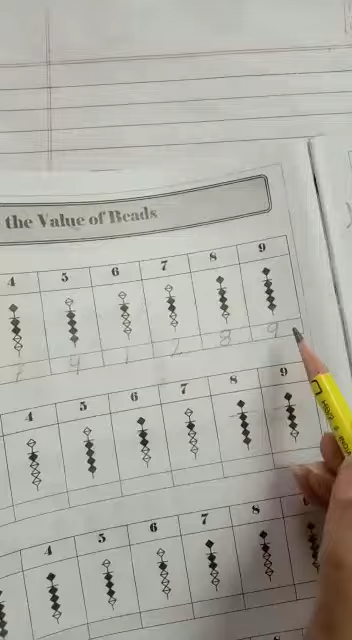 the Value of Beads
4 5 6 7 8 9
7 4 1 2 8 9
4 5 6 7 8 9
4 5 6 7 8